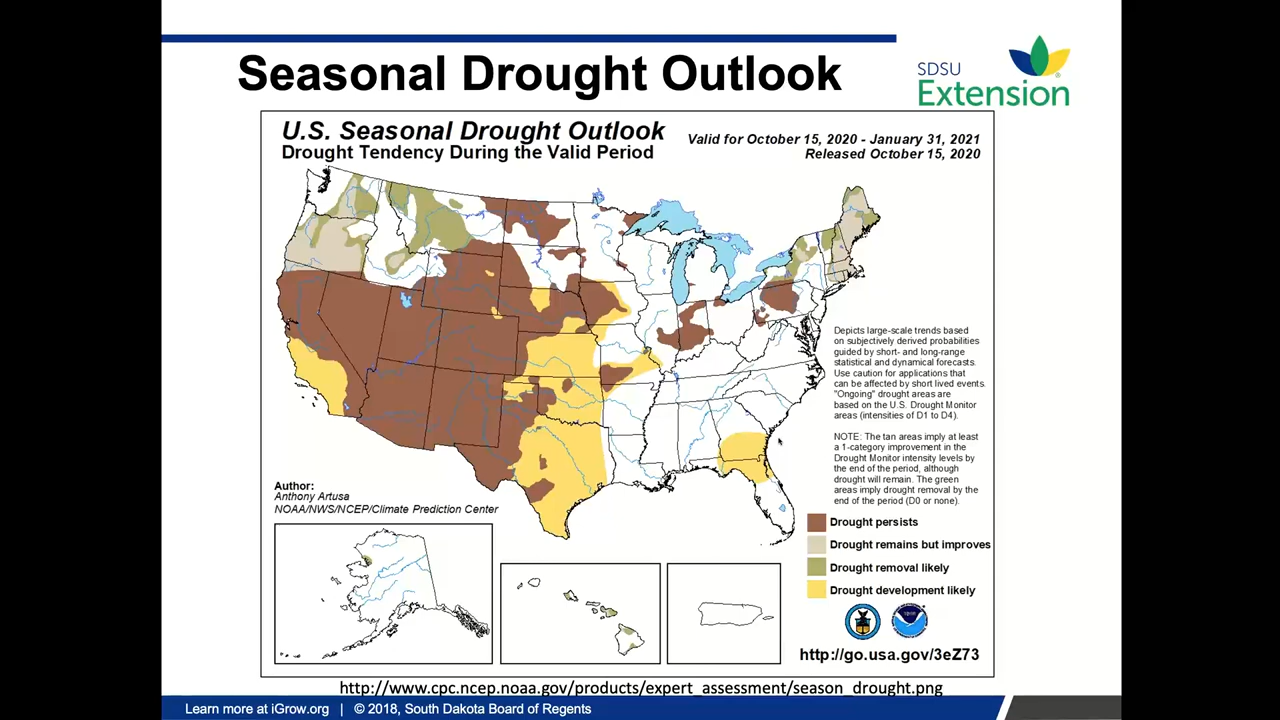 Seasonal Drought Outlook
SDSU
Extension
®
U.S. Seasonal Drought Outlook
Drought Tendency During the Valid Period
Valid for October 15, 2020 - January 31, 2021
Released October 15, 2020
Depicts large-scale trends based
on subjectively derived probabilities
guided by short- and long-range
statistical and dynamical forecasts.
Use caution for applications that
can be affected by short lived events.
"Ongoing" drought areas are
based on the U.S. Drought Monitor
areas (intensities of D1 to D4).
NOTE: The tan areas imply at least
a 1-category improvement in the
Drought Monitor intensity levels by
the end of the period, although
drought will remain. The green
areas imply drought removal by the
end of the period (D0 or none).
Author:
Anthony Artusa
NOAA/NWS/NCEP/Climate Prediction Center
Drought persists
Drought remains but improves
Drought removal likely
Drought development likely
http://go.usa.gov/3eZ73
http://www.cpc.ncep.noaa.gov/products/expert_assessment/season_drought.png
Learn more at iGrow.org | © 2018, South Dakota Board of Regents